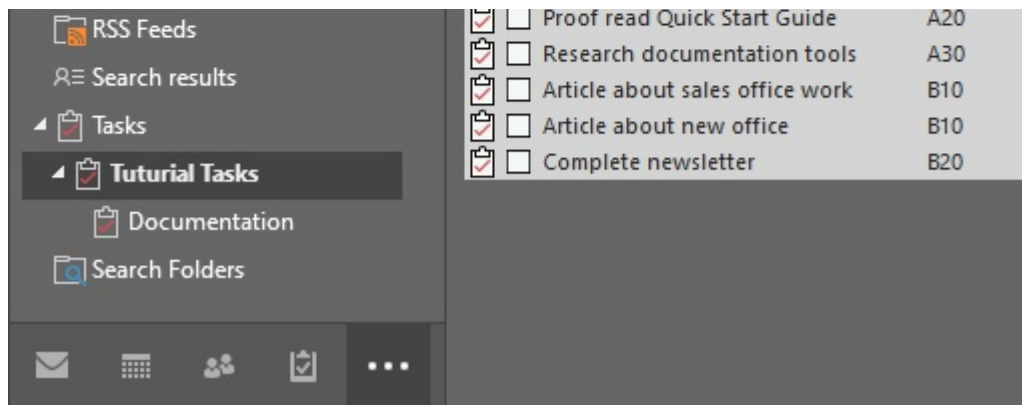 RSS Feeds
Search results
Tasks
Tuturial Tasks
Documentation
Search Folders
Proof read Quick Start Guide A20
Research documentation tools A30
Article about sales office work B10
Article about new office B10
Complete newsletter B20